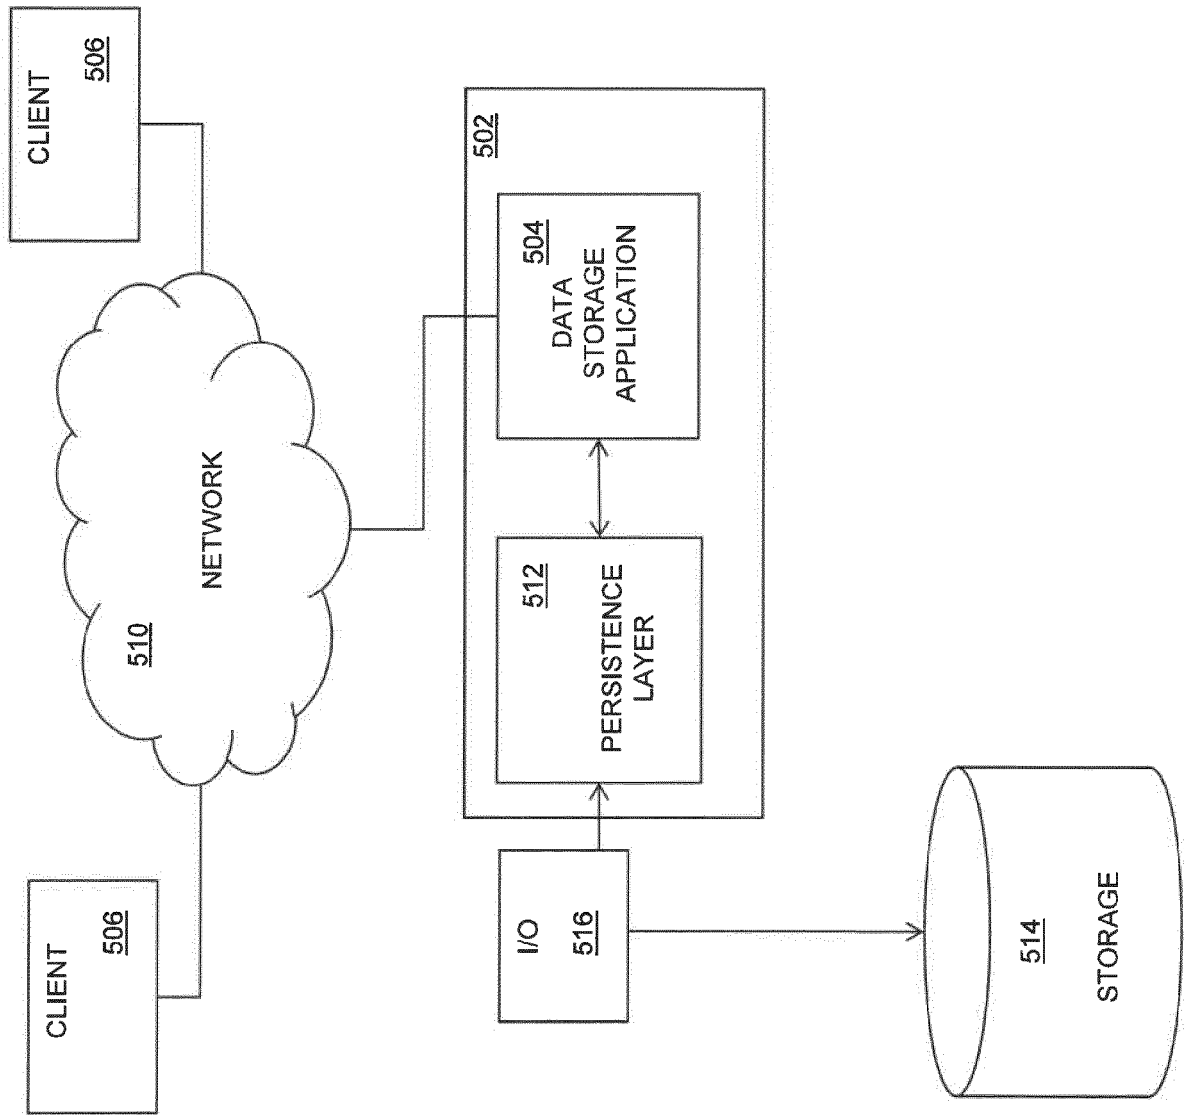 CLIENT
506
CLIENT
506
510
NETWORK
502
I/O
516
512
PERSISTENCE
LAYER
504
DATA
STORAGE
APPLICATION
514
STORAGE